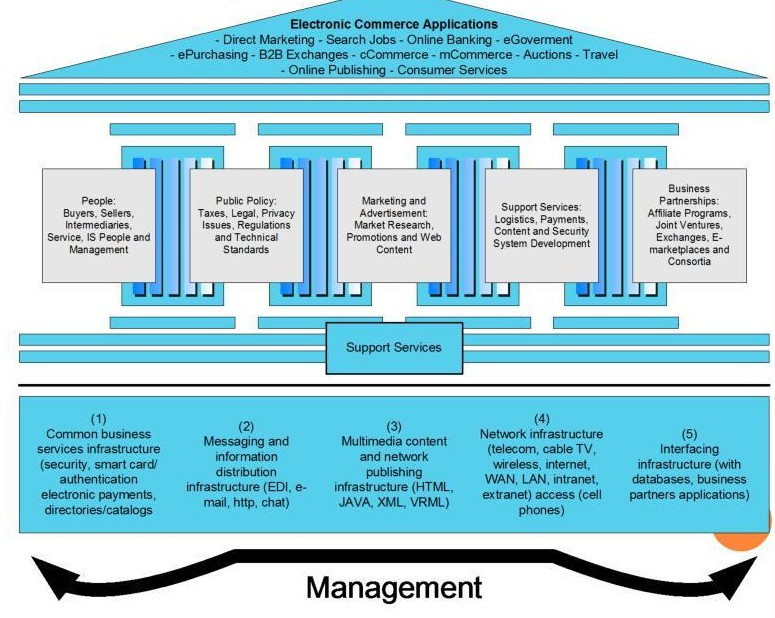 Electronic Commerce Applications
- Direct Marketing - Search Jobs - Online Banking - eGoverment
- ePurchasing - B2B Exchanges - cCommerce - mCommerce - Auctions - Travel
- Online Publishing - Consumer Services
People:
Buyers, Sellers,
Intermediaries,
Service, IS People and
Management
Public Policy:
Taxes, Legal, Privacy
Issues, Regulations
and Technical
Standards
Marketing and
Advertisement:
Market Research,
Promotions and Web
Content
Support Services:
Logistics, Payments,
Content and Security
System Development
Business
Partnerships:
Affiliate Programs,
Joint Ventures,
Exchanges, E-
marketplaces and
Consortia
Support Services
(1)
Common business
services infrastructure
(security, smart card/
authentication
electronic payments,
directories/catalogs
(2)
Messaging and
information
distribution
infrastructure (EDI, e-
mail, http, chat)
(3)
Multimedia content
and network
publishing
infrastructure (HTML,
JAVA, XML, VRML)
(4)
Network infrastructure
(telecom, cable TV,
wireless, internet,
WAN, LAN, intranet,
extranet) access (cell
phones)
(5)
Interfacing
infrastructure (with
databases, business
partners applications)
Management